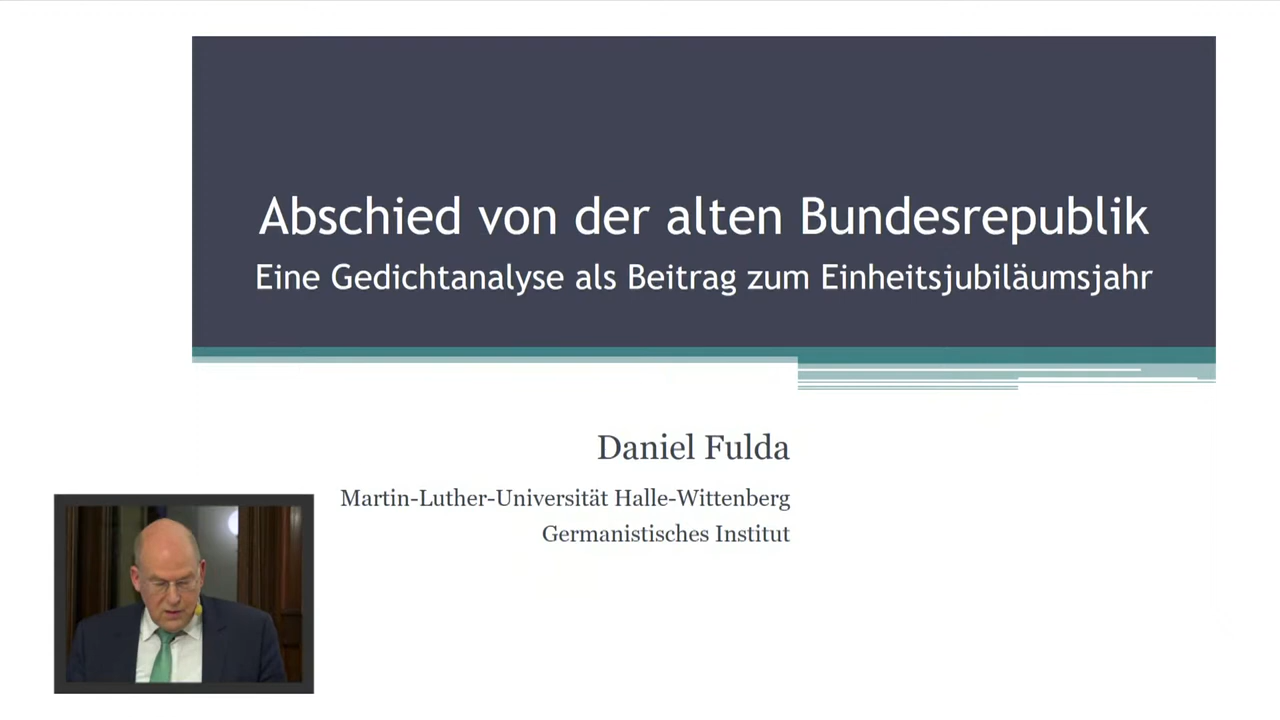 Abschied von der alten Bundesrepublik
Eine Gedichtanalyse als Beitrag zum Einheitsjubiläumsjahr
Daniel Fulda
Martin-Luther-Universität Halle-Wittenberg
Germanistisches Institut